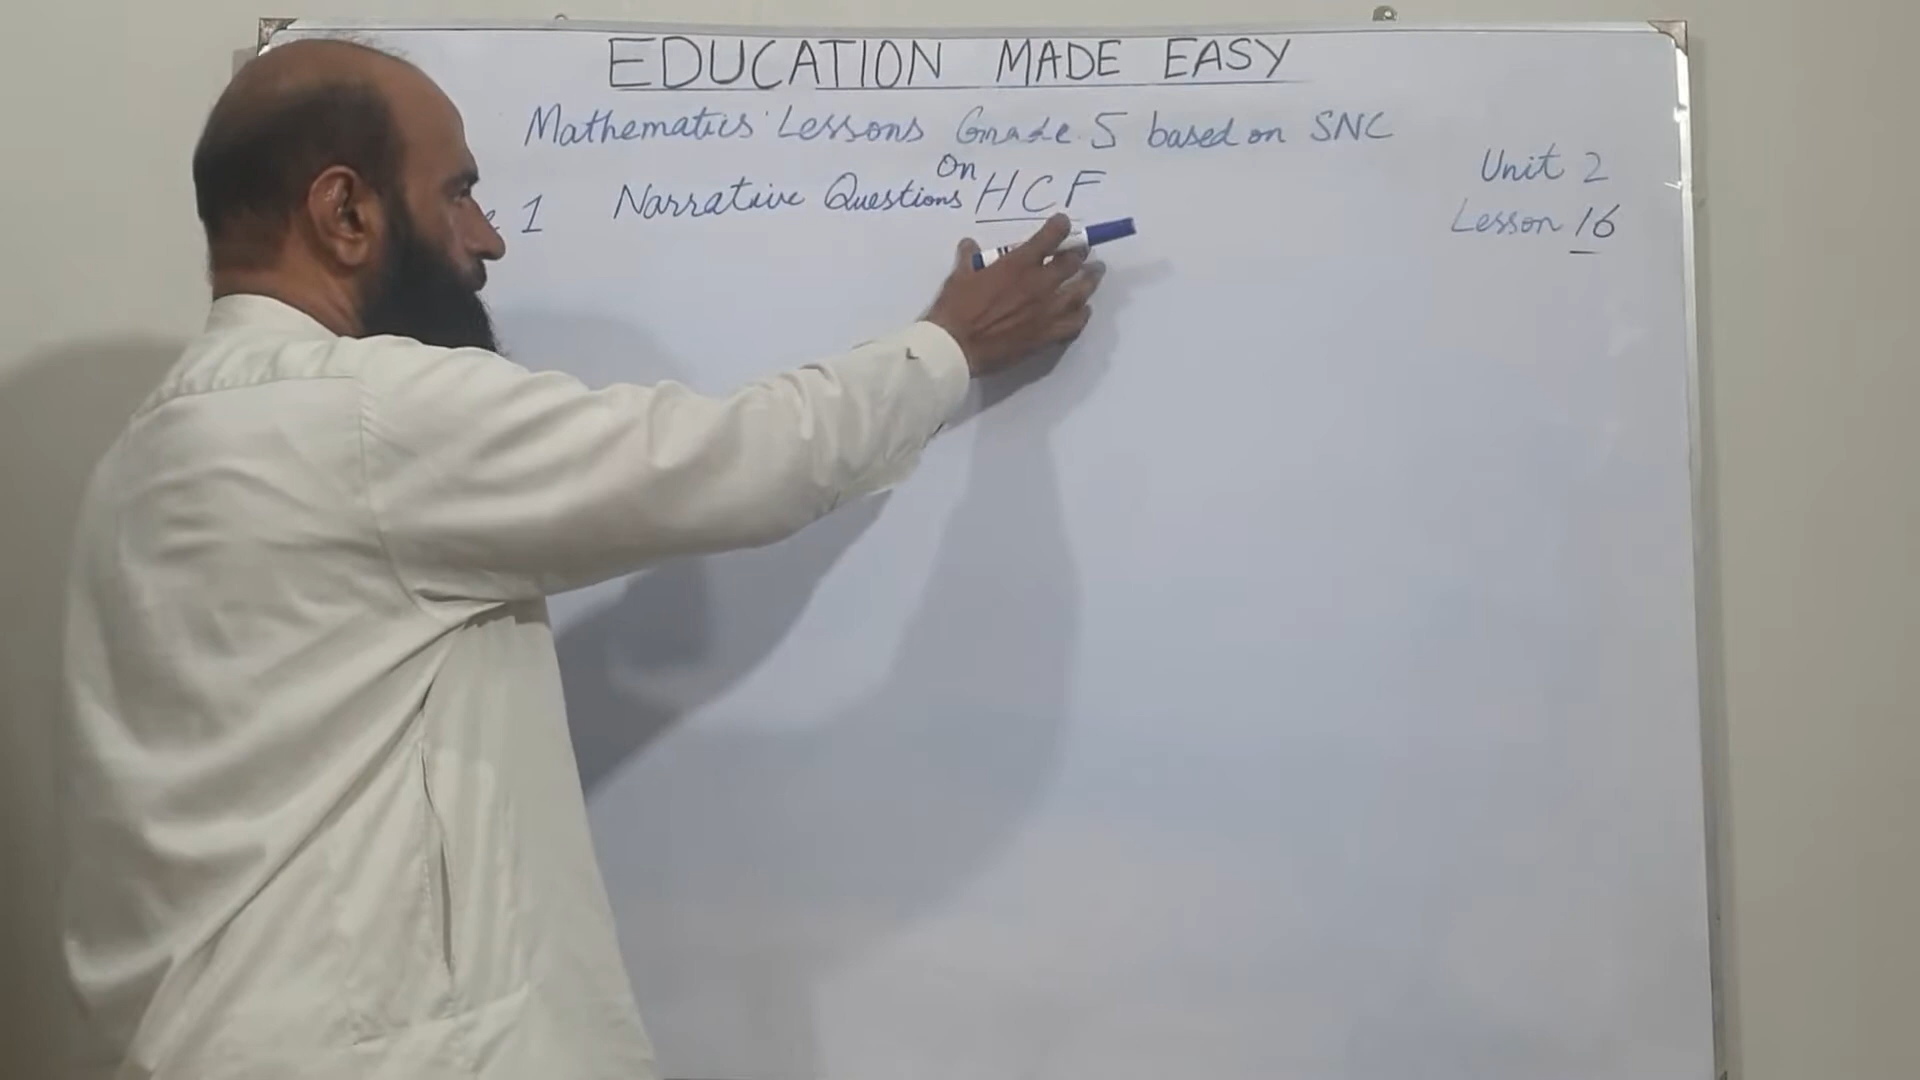 EDUCATION MADE EASY
Mathematics Lessons Grade 5 based on SNC
Unit 2
1 Narrative Questions On HCF
Lesson 16